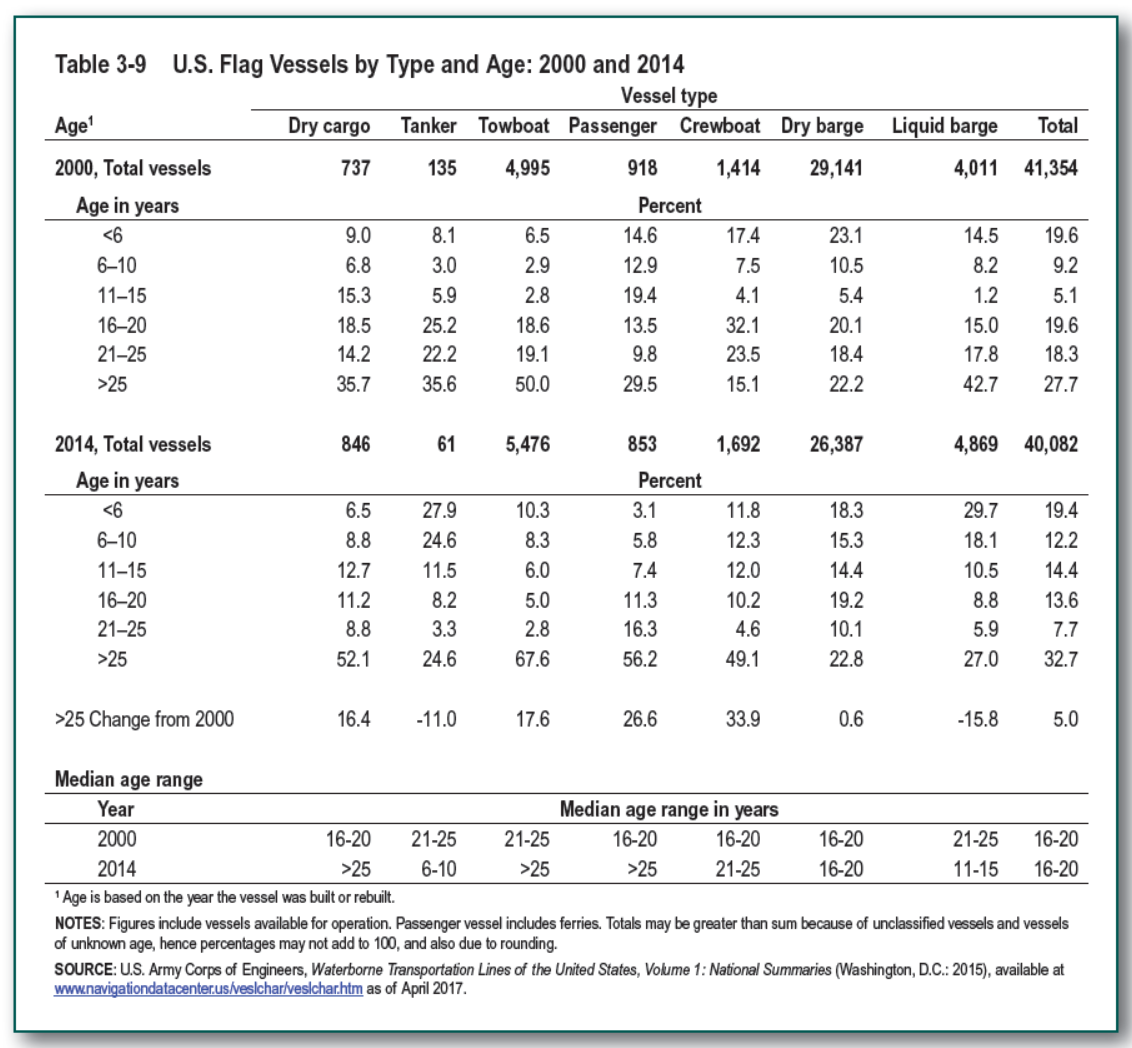 Table 3-9 U.S. Flag Vessels by Type and Age: 2000 and 2014
Vessel type
Age¹ Dry cargo Tanker Towboat Passenger Crewboat Dry barge Liquid barge Total
2000, Total vessels 737 135 4,995 918 1,414 29,141 4,011 41,354
Age in years Percent
<6 9.0 8.1 6.5 14.6 17.4 23.1 14.5 19.6
6–10 6.8 3.0 2.9 12.9 7.5 10.5 8.2 9.2
11–15 15.3 5.9 2.8 19.4 4.1 5.4 1.2 5.1
16–20 18.5 25.2 18.6 13.5 32.1 20.1 15.0 19.6
21–25 14.2 22.2 19.1 9.8 23.5 18.4 17.8 18.3
>25 35.7 35.6 50.0 29.5 15.1 22.2 42.7 27.7
2014, Total vessels 846 61 5,476 853 1,692 26,387 4,869 40,082
Age in years Percent
<6 6.5 27.9 10.3 3.1 11.8 18.3 29.7 19.4
6–10 8.8 24.6 8.3 5.8 12.3 15.3 18.1 12.2
11–15 12.7 11.5 6.0 7.4 12.0 14.4 10.5 14.4
16–20 11.2 8.2 5.0 11.3 10.2 19.2 8.8 13.6
21–25 8.8 3.3 2.8 16.3 4.6 10.1 5.9 7.7
>25 52.1 24.6 67.6 56.2 49.1 22.8 27.0 32.7
>25 Change from 2000 16.4 -11.0 17.6 26.6 33.9 0.6 -15.8 5.0
Median age range
Year Median age range in years
2000 16-20 21-25 21-25 16-20 16-20 16-20 21-25 16-20
2014 >25 6-10 >25 >25 21-25 16-20 11-15 16-20
¹ Age is based on the year the vessel was built or rebuilt.
NOTES: Figures include vessels available for operation. Passenger vessel includes ferries. Totals may be greater than sum because of unclassified vessels and vessels
of unknown age, hence percentages may not add to 100, and also due to rounding.
SOURCE: U.S. Army Corps of Engineers, Waterborne Transportation Lines of the United States, Volume 1: National Summaries (Washington, D.C.: 2015), available at
www.navigationdatacenter.us/veslchar/veslchar.htm as of April 2017.